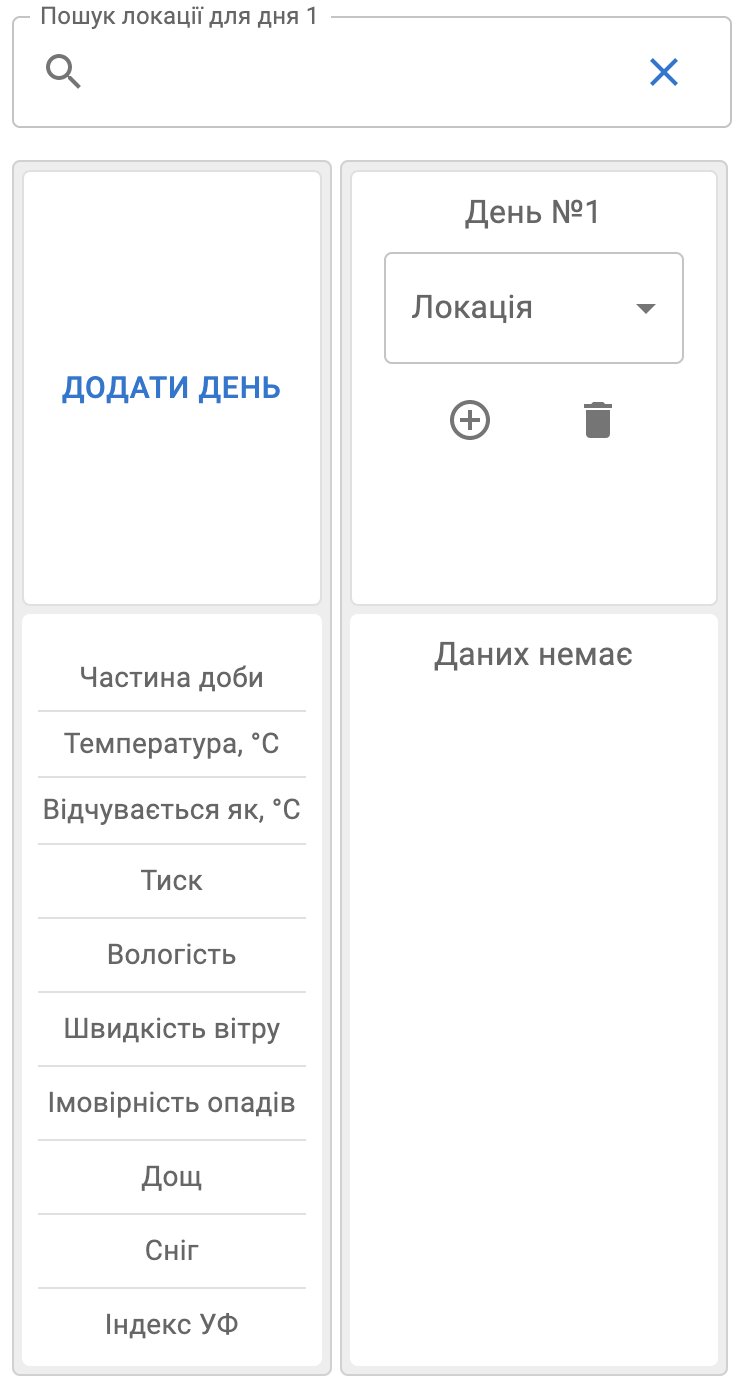 Пошук локації для дня 1
ДОДАТИ ДЕНЬ
День №1
Локація
Частина доби
Температура, °C
Відчувається як, °C
Тиск
Вологість
Швидкість вітру
Імовірність опадів
Дощ
Сніг
Індекс УФ
Даних немає